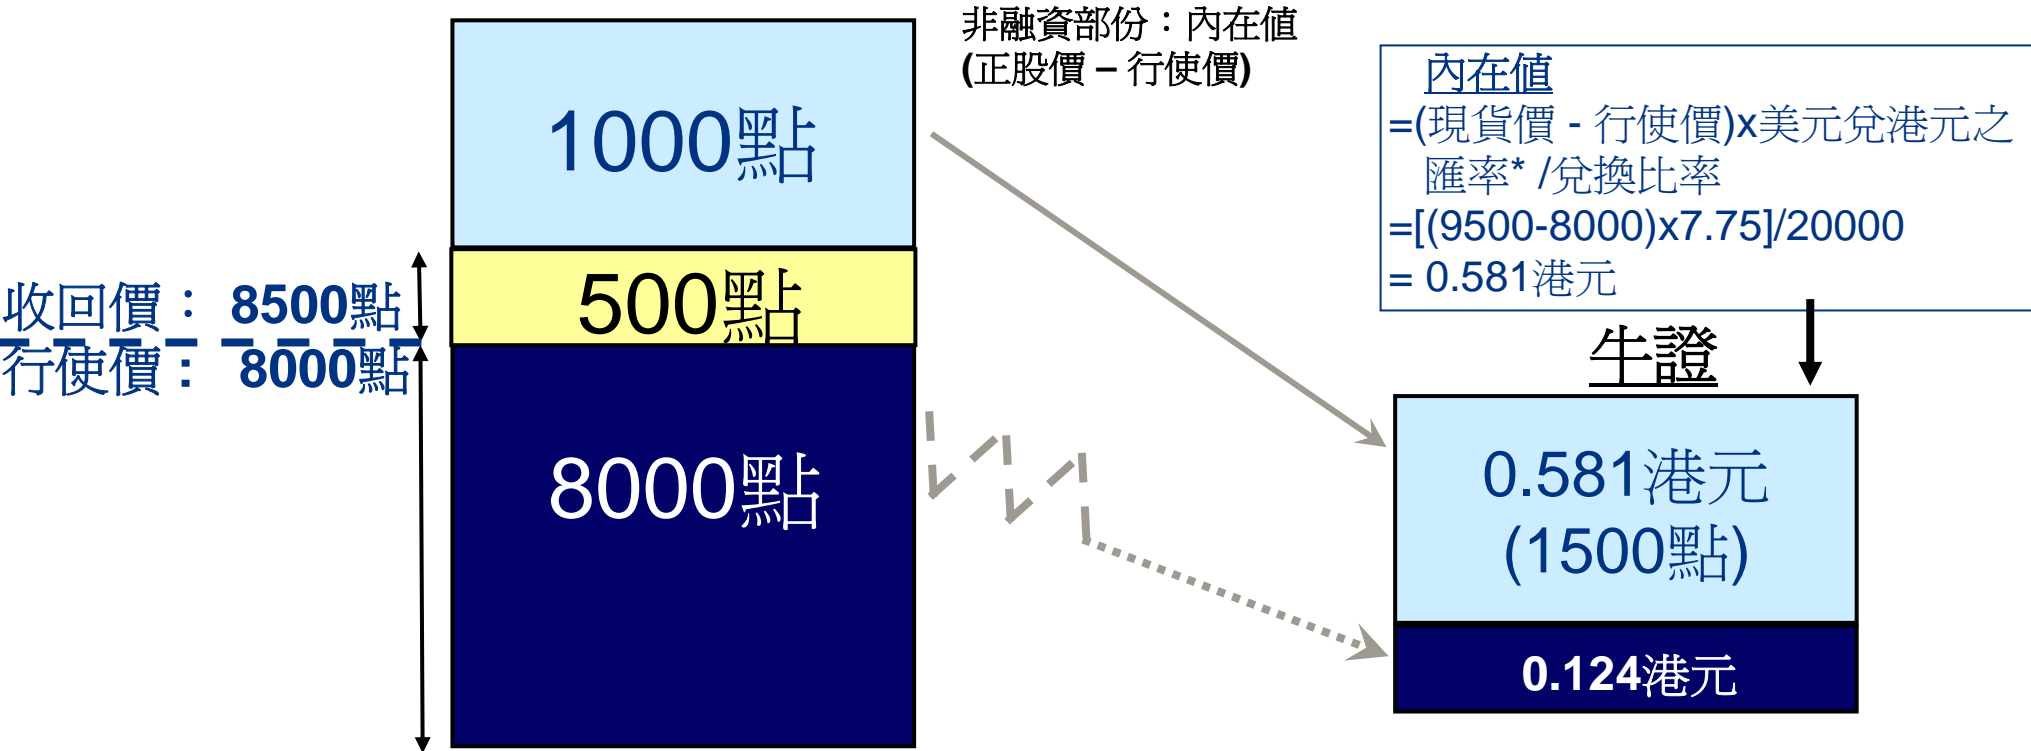 非融資部份：內在值
(正股價 – 行使價)
1000點
500點
8000點
收回價： 8500點
行使價： 8000點
內在值
=(現貨價 - 行使價)x美元兌港元之
匯率* /兌換比率
=[(9500-8000)x7.75]/20000
= 0.581港元
牛證
0.581港元
(1500點)
0.124港元